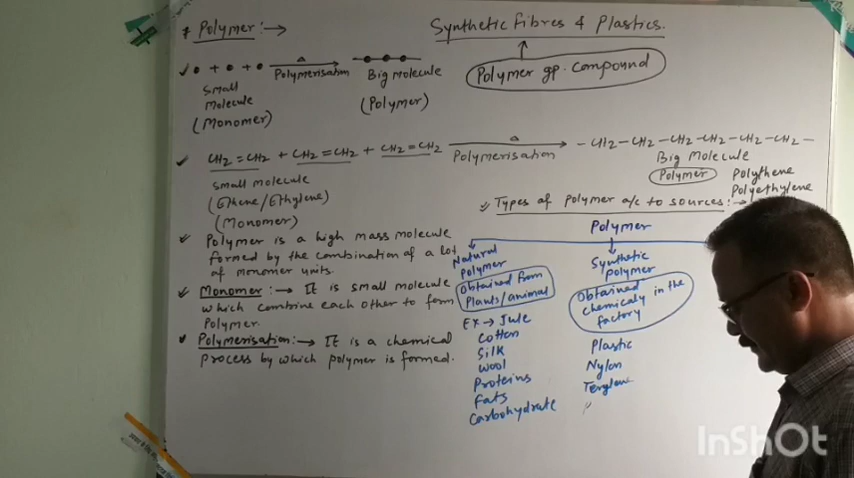 * Polymer :→
Synthetic Fibres & Plastics.
Polymer gp. compound
+ + Δ Polymerisation
Small Molecule
(Monomer)
Big Molecule
(Polymer)
CH2 = CH2 + CH2 = CH2 + CH2 = CH2 Δ Polymerisation - CH2 - CH2 - CH2 - CH2 - CH2 - CH2 -
small molecule
(Ethene/Ethylene)
(Monomer)
Big Molecule
Polymer
Polythene
Polyethylene
Polymer is a high mass molecule
formed by the combination of a lot
of monomer units.
Monomer :→ It is small molecule
which combine each other to form
Polymer.
Polymerisation :→ It is a chemical
process by which polymer is formed.
Types of Polymer a/c to sources :→
Polymer
Natural
Polymer
Obtained from
Plants/animal
Ex → Jute
Cotton
Silk
Wool
Proteins
Fats
Carbohydrate
Synthetic
polymer
Obtained
chemicaly in the
factory
Plastic
Nylon
InShOt